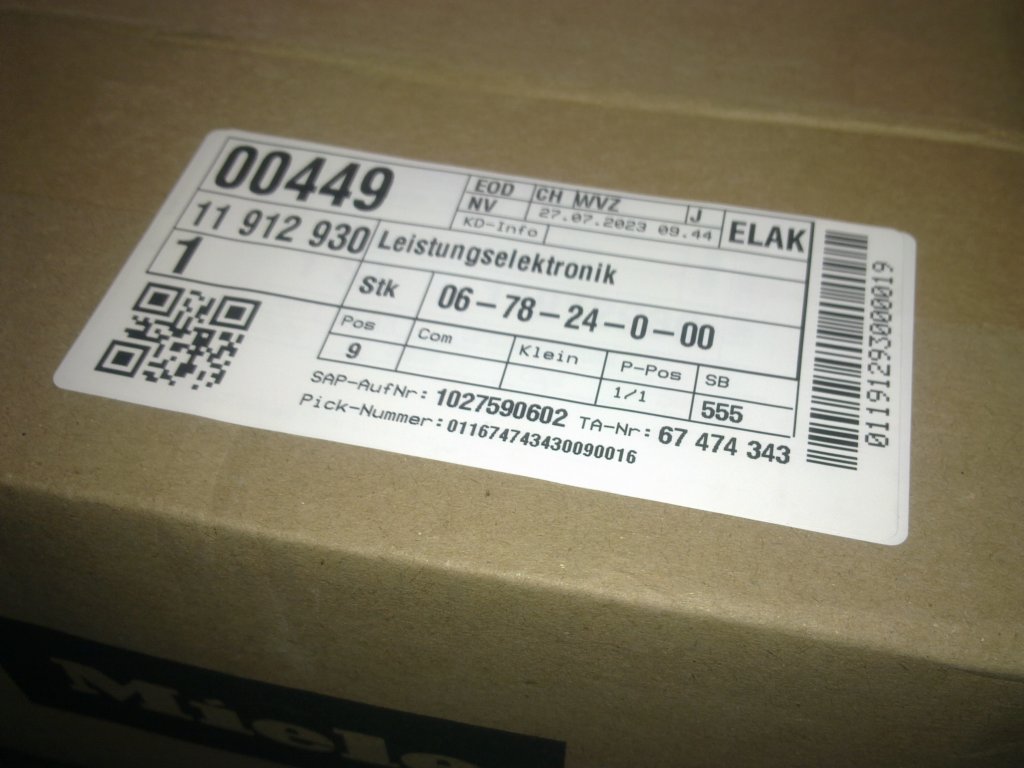 00449
EOD CH WVZ J
NV 27.07.2023 09.44 ELAK
KD-Info
11 912 930 Leistungselektronik
1 Stk 06-78-24-0-00
Pos Com Klein P-Pos SB
9 1/1 555
SAP-AufNr: 1027590602 TA-Nr: 67 474 343
Pick-Nummer: 011674743430090016
01191293000019
Miele